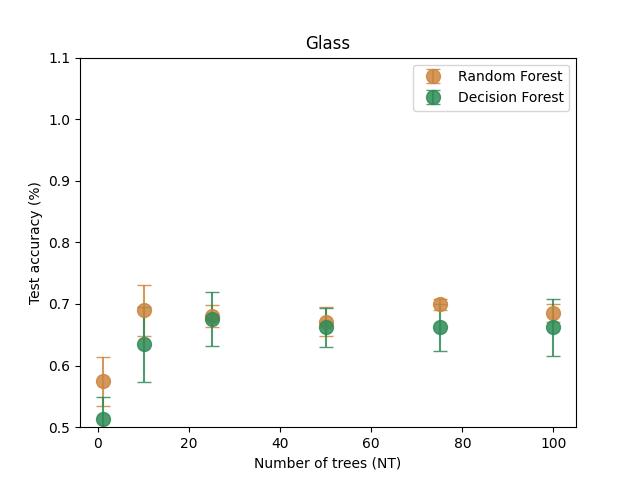 Glass
1.1
1.0
0.9
0.8
0.7
0.6
0.5
Test accuracy (%)
Random Forest
Decision Forest
0
20
40
60
80
100
Number of trees (NT)